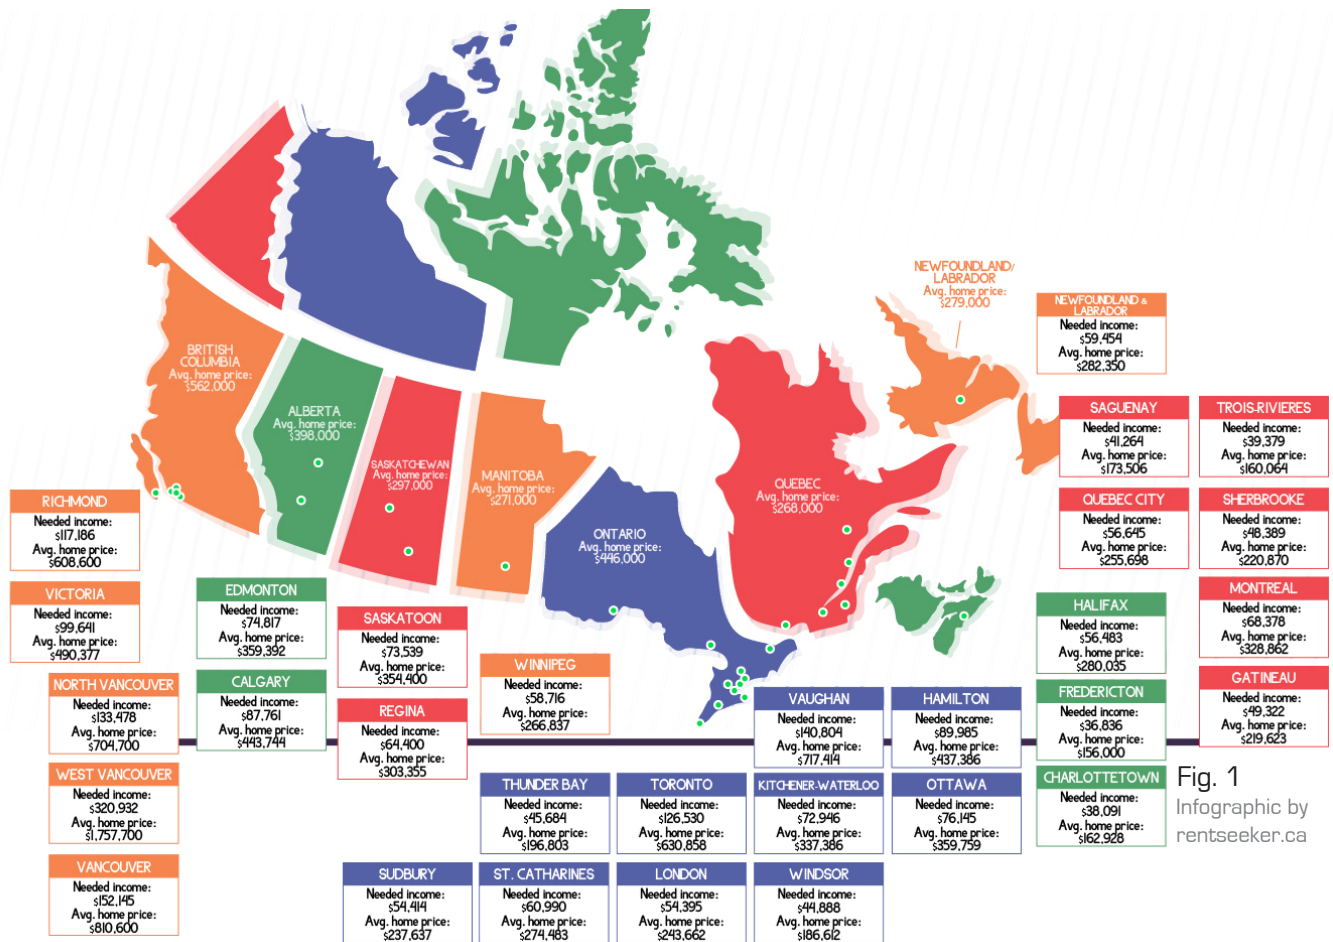 NEWFOUNDLAND/
LABRADOR
Avg. home price:
$279,000
BRITISH
COLUMBIA
Avg. home price:
$562,000
ALBERTA
Avg. home price:
$398,000
SASKATCHEWAN
Avg. home price:
$297,000
MANITOBA
Avg. home price:
$271,000
ONTARIO
Avg. home price:
$446,000
QUEBEC
Avg. home price:
$268,000
NEWFOUNDLAND &
LABRADOR
Needed income:
$59,454
Avg. home price:
$282,350
SAGUENAY
Needed income:
$41,264
Avg. home price:
$173,506
TROIS-RIVIERES
Needed income:
$39,379
Avg. home price:
$160,064
QUEBEC CITY
Needed income:
$56,645
Avg. home price:
$255,698
SHERBROOKE
Needed income:
$48,389
Avg. home price:
$220,870
MONTREAL
Needed income:
$68,378
Avg. home price:
$328,862
GATINEAU
Needed income:
$49,322
Avg. home price:
$219,623
HALIFAX
Needed income:
$56,483
Avg. home price:
$280,035
FREDERICTON
Needed income:
$36,836
Avg. home price:
$156,000
CHARLOTTETOWN
Needed income:
$38,091
Avg. home price:
$162,928
RICHMOND
Needed income:
$117,186
Avg. home price:
$608,600
VICTORIA
Needed income:
$99,641
Avg. home price:
$490,377
NORTH VANCOUVER
Needed income:
$133,478
Avg. home price:
$704,700
WEST VANCOUVER
Needed income:
$320,932
Avg. home price:
$1,757,700
VANCOUVER
Needed income:
$152,145
Avg. home price:
$810,600
EDMONTON
Needed income:
$74,817
Avg. home price:
$359,392
CALGARY
Needed income:
$87,761
Avg. home price:
$443,744
SASKATOON
Needed income:
$73,539
Avg. home price:
$354,400
REGINA
Needed income:
$64,400
Avg. home price:
$303,355
WINNIPEG
Needed income:
$58,716
Avg. home price:
$266,837
VAUGHAN
Needed income:
$140,804
Avg. home price:
$717,414
HAMILTON
Needed income:
$89,985
Avg. home price:
$437,386
THUNDER BAY
Needed income:
$45,684
Avg. home price:
$196,803
TORONTO
Needed income:
$126,530
Avg. home price:
$630,858
KITCHENER-WATERLOO
Needed income:
$72,946
Avg. home price:
$337,386
OTTAWA
Needed income:
$76,145
Avg. home price:
$359,759
SUDBURY
Needed income:
$54,414
Avg. home price:
$237,637
ST. CATHARINES
Needed income:
$60,990
Avg. home price:
$274,483
LONDON
Needed income:
$54,395
Avg. home price:
$243,662
WINDSOR
Needed income:
$44,888
Avg. home price:
$186,612
Fig. 1
Infographic by
rentseeker.ca